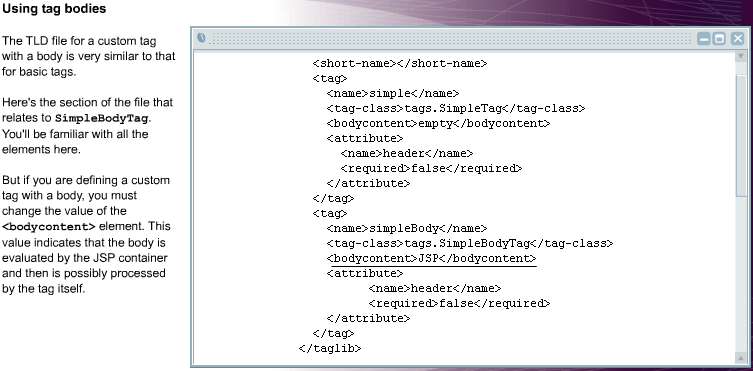 Using tag bodies
The TLD file for a custom tag
with a body is very similar to that
for basic tags.
Here's the section of the file that
relates to SimpleBodyTag.
You'll be familiar with all the
elements here.
But if you are defining a custom
tag with a body, you must
change the value of the
<bodycontent> element. This
value indicates that the body is
evaluated by the JSP container
and then is possibly processed
by the tag itself.
<short-name></short-name>
<tag>
<name>simple</name>
<tag-class>tags.SimpleTag</tag-class>
<bodycontent>empty</bodycontent>
<attribute>
<name>header</name>
<required>false</required>
</attribute>
</tag>
<tag>
<name>simpleBody</name>
<tag-class>tags.SimpleBodyTag</tag-class>
<bodycontent>JSP</bodycontent>
<attribute>
<name>header</name>
<required>false</required>
</attribute>
</tag>
</taglib>